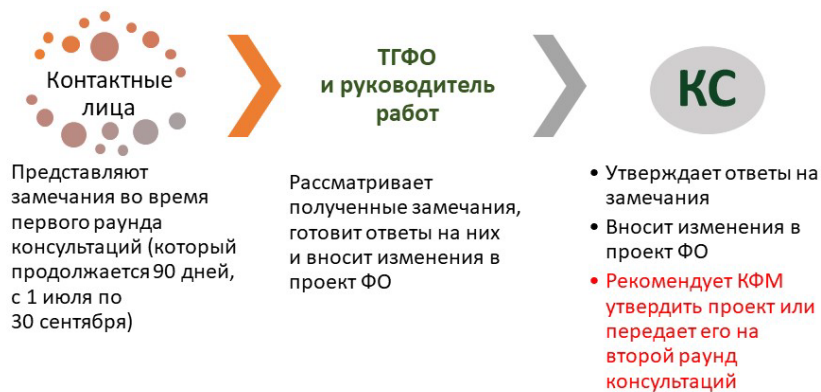 Контактные
лица
Представляют
замечания во время
первого раунда
консультаций (который
продолжается 90 дней,
с 1 июля по
30 сентября)
ТГФО
и руководитель
работ
Рассматривает
полученные замечания,
готовит ответы на них
и вносит изменения в
проект ФО
КС
• Утверждает ответы на
замечания
• Вносит изменения в
проект ФО
• Рекомендует КФМ
утвердить проект или
передает его на
второй раунд
консультаций